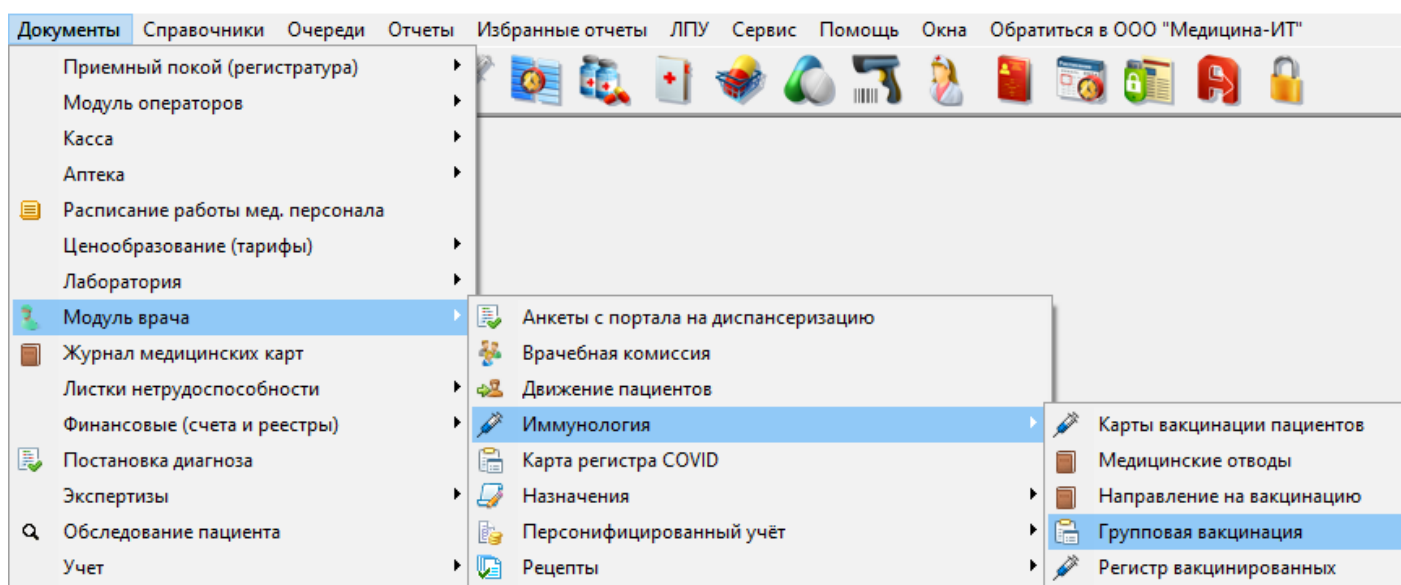 Документы Справочники Очереди Отчеты Избранные отчеты ЛПУ Сервис Помощь Окна Обратиться в ООО "Медицина-ИТ"
Приемный покой (регистратура)
Модуль операторов
Касса
Аптека
Расписание работы мед. персонала
Ценообразование (тарифы)
Лаборатория
Модуль врача
Журнал медицинских карт
Листки нетрудоспособности
Финансовые (счета и реестры)
Постановка диагноза
Экспертизы
Обследование пациента
Учет
Анкеты с портала на диспансеризацию
Врачебная комиссия
Движение пациентов
Иммунология
Карта регистра COVID
Назначения
Персонифицированный учёт
Рецепты
Карты вакцинации пациентов
Медицинские отводы
Направление на вакцинацию
Групповая вакцинация
Регистр вакцинированных